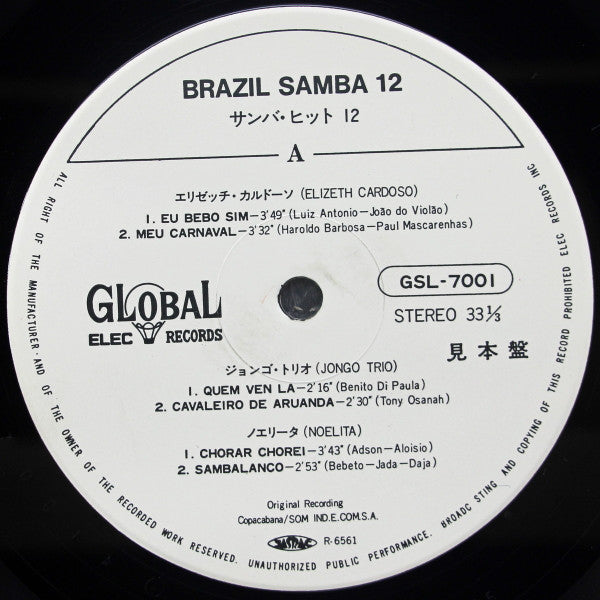 BRAZIL SAMBA 12
サンバ・ヒット 12
A
エリゼッチ・カルドーソ (ELIZETH CARDOSO)
1. EU BEBO SIM–3'49" (Luiz Antonio–João do Violão)
2. MEU CARNAVAL–3'32" (Haroldo Barbosa–Paul Mascarenhas)
GLOBAL
ELEC RECORDS
GSL-7001
STEREO 33⅓
見本盤
ジョンゴ・トリオ (JONGO TRIO)
1. QUEM VEN LA–2'16" (Benito Di Paula)
2. CAVALEIRO DE ARUANDA–2'30" (Tony Osanah)
ノエリータ (NOELITA)
1. CHORAR CHOREI–3'43" (Adson–Aloisio)
2. SAMBALANCO–2'53" (Bebeto–Jada–Daja)
Original Recording
Copacabana/SOM IND.E.COM.S.A.
JASRAC R-6561
ALL RIGHT OF THE MANUFACTURER · AND OF THE OWNER OF THE RECORDED WORK RESERVED. UNAUTHORIZED PUBLIC PERFORMANCE. BROADC STING AND COPYING OF THIS RECORD PROHIBITED ELEC RECORDS INC